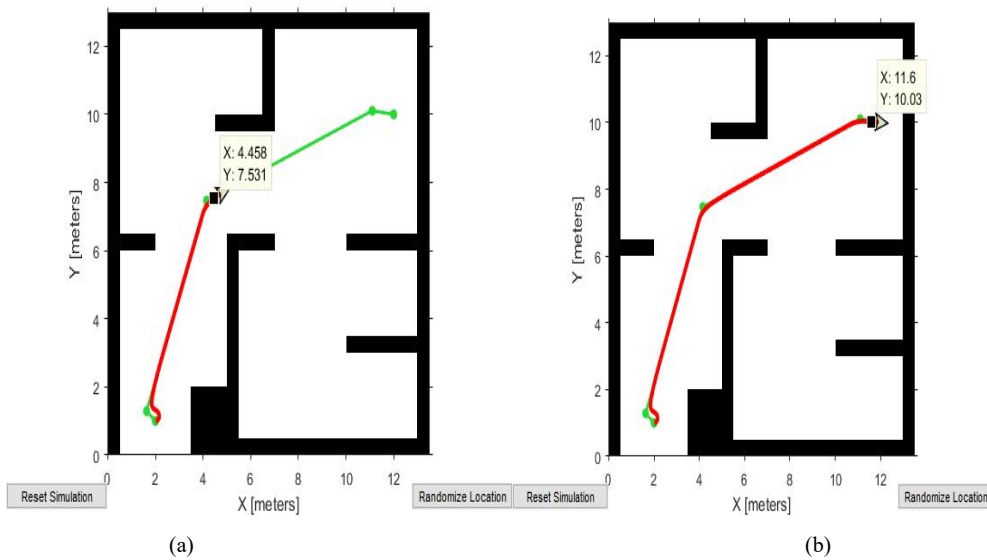 12
10
8
6
4
2
0
Y [meters]
X: 4.458
Y: 7.531
0 2 4 6 8 10 12
X [meters]
Reset Simulation
Randomize Location
(a)
12
10
8
6
4
2
0
Y [meters]
X: 11.6
Y: 10.03
0 2 4 6 8 10 12
X [meters]
Reset Simulation
Randomize Location
(b)